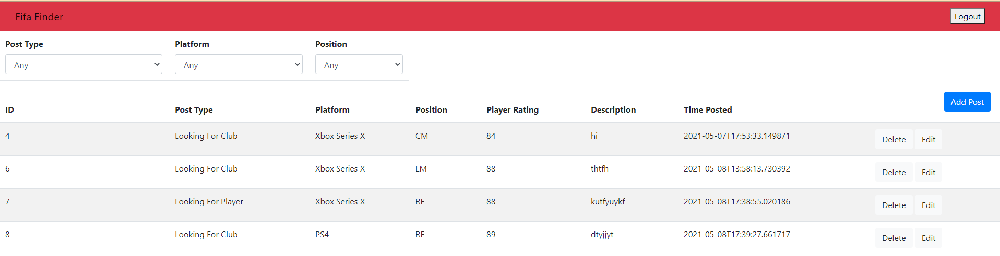 Fifa Finder Logout
Post Type Platform Position
Any Any Any
Add Post
ID Post Type Platform Position Player Rating Description Time Posted
4 Looking For Club Xbox Series X CM 84 hi 2021-05-07T17:53:33.149871 Delete Edit
6 Looking For Club Xbox Series X LM 88 thtfh 2021-05-08T13:58:13.730392 Delete Edit
7 Looking For Player Xbox Series X RF 88 kutfyuykf 2021-05-08T17:38:55.020186 Delete Edit
8 Looking For Club PS4 RF 89 dtyjjyt 2021-05-08T17:39:27.661717 Delete Edit